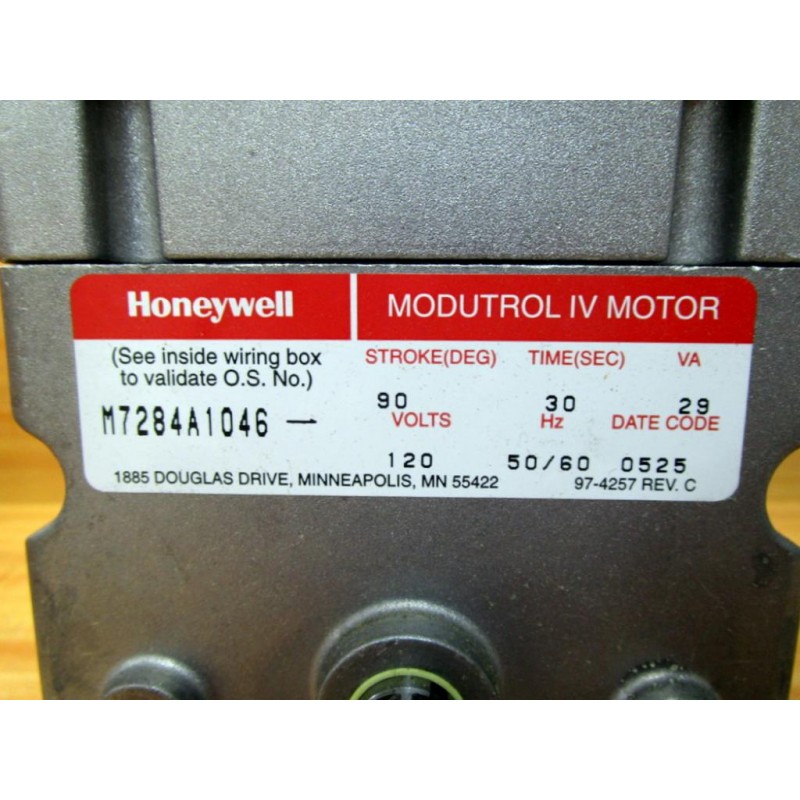 Honeywell MODUTROL IV MOTOR
(See inside wiring box
to validate O.S. No.)
STROKE(DEG) TIME(SEC) VA
90 30 29
M7284A1046 —
VOLTS Hz DATE CODE
120 50/60 0525
1885 DOUGLAS DRIVE, MINNEAPOLIS, MN 55422 97-4257 REV. C